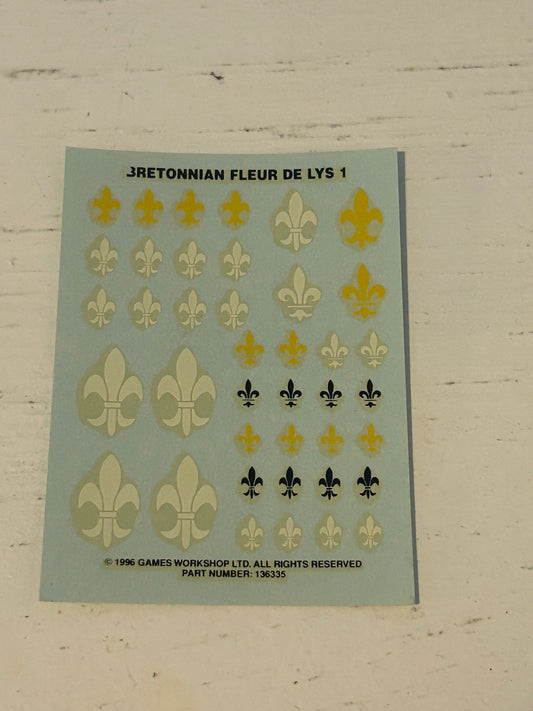 BRETONNIAN FLEUR DE LYS 1
© 1996 GAMES WORKSHOP LTD. ALL RIGHTS RESERVED
PART NUMBER: 136335